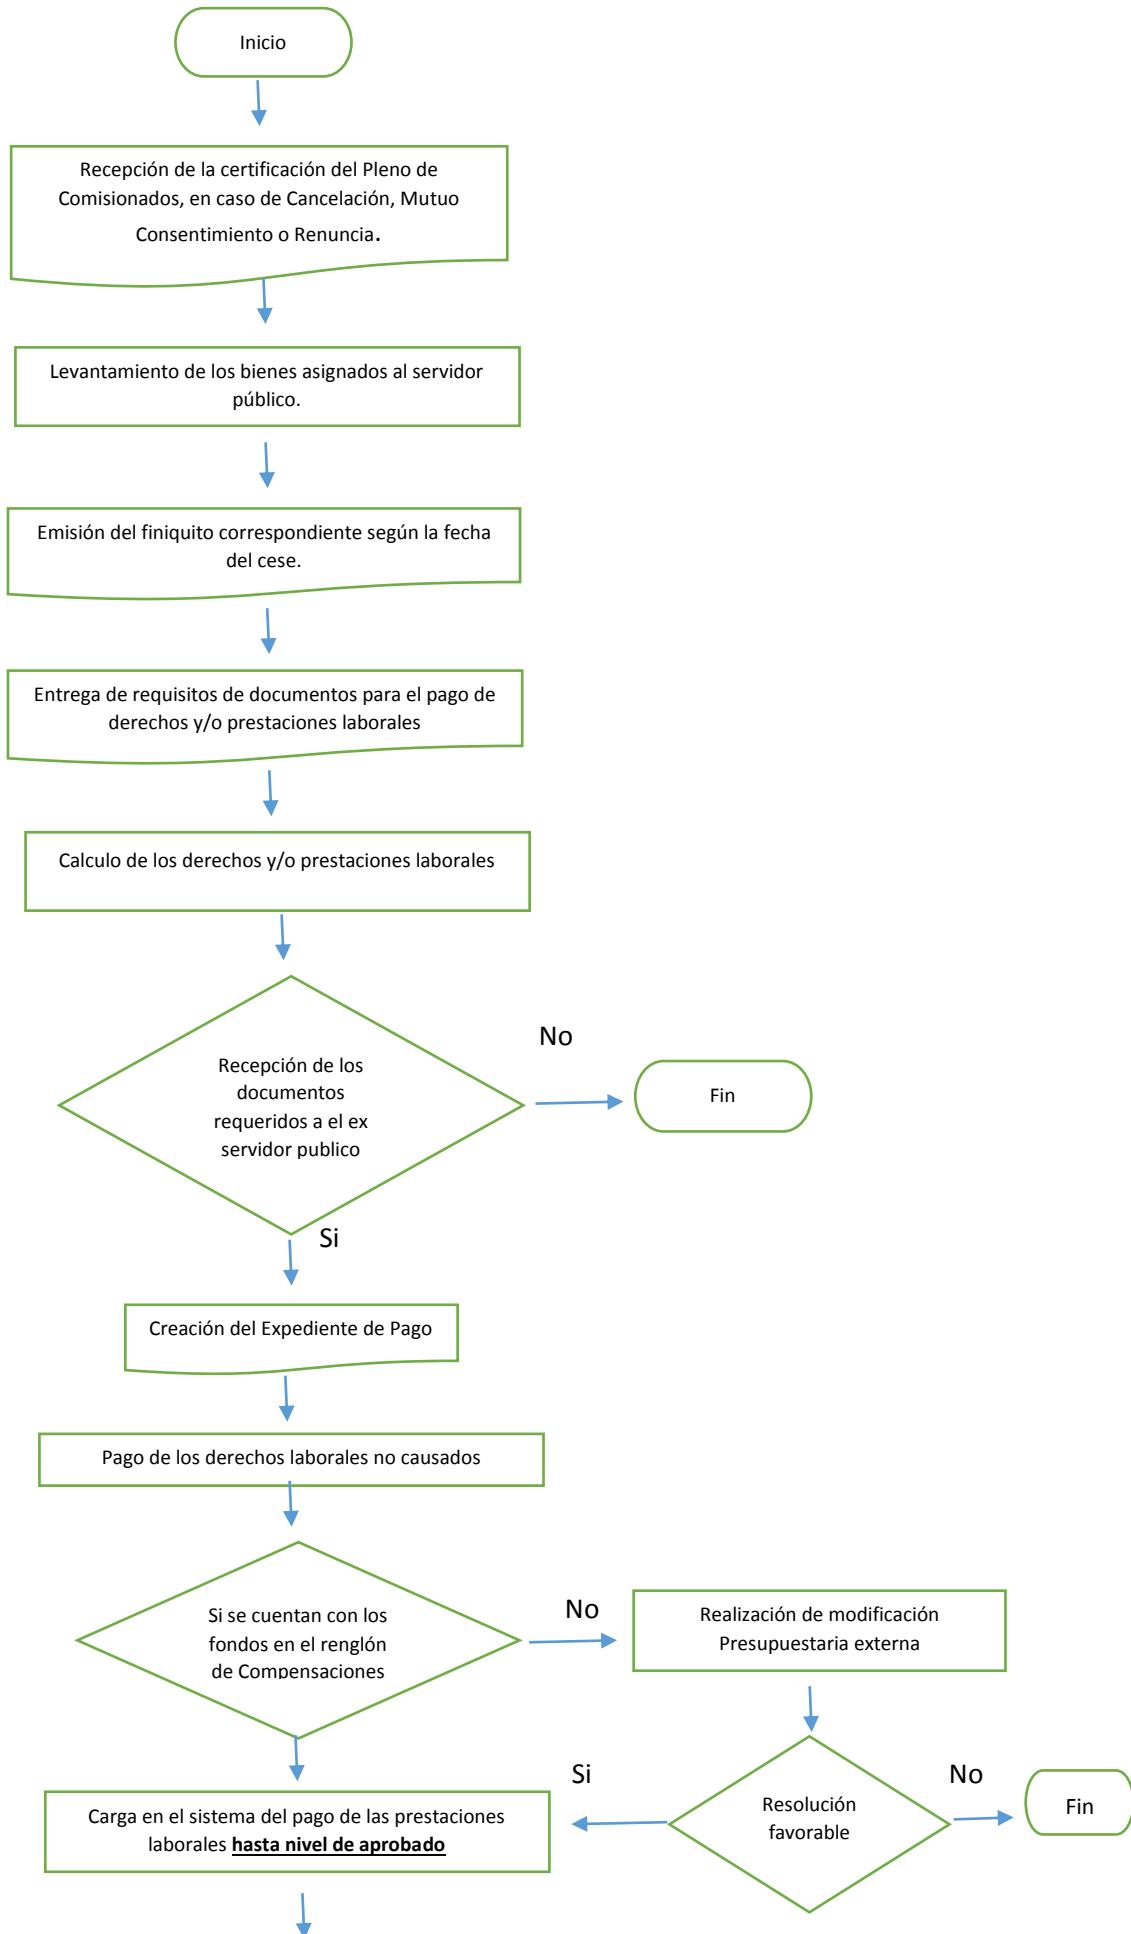 Inicio
Recepción de la certificación del Pleno de
Comisionados, en caso de Cancelación, Mutuo
Consentimiento o Renuncia.
Levantamiento de los bienes asignados al servidor
público.
Emisión del finiquito correspondiente según la fecha
del cese.
Entrega de requisitos de documentos para el pago de
derechos y/o prestaciones laborales
Calculo de los derechos y/o prestaciones laborales
Recepción de los
documentos
requeridos a el ex
servidor publico
No
Fin
Si
Creación del Expediente de Pago
Pago de los derechos laborales no causados
Si se cuentan con los
fondos en el renglón
de Compensaciones
No
Realización de modificación
Presupuestaria externa
Si
Resolución
favorable
No
Fin
Carga en el sistema del pago de las prestaciones
laborales hasta nivel de aprobado